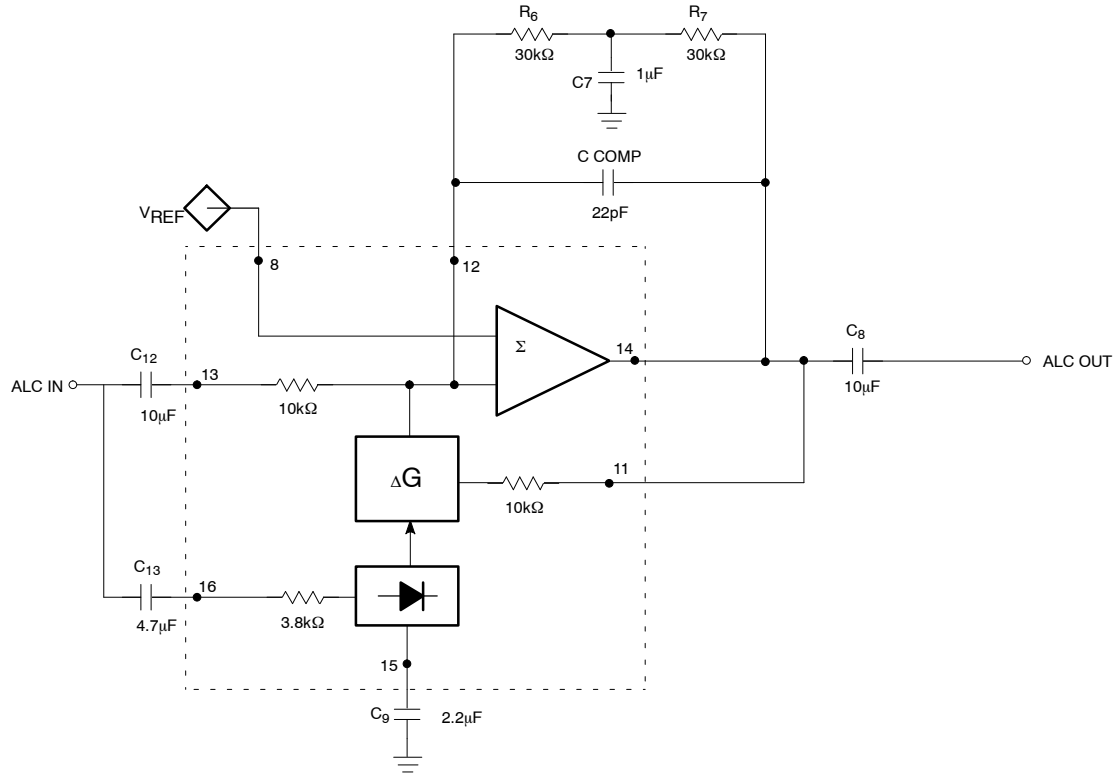 R6
R7
30kΩ
30kΩ
C7
1μF
C COMP
22pF
VREF
8
12
Σ
14
C8
10μF
ALC OUT
C12
ALC IN
10μF
13
10kΩ
ΔG
11
10kΩ
C13
16
4.7μF
3.8kΩ
15
C9
2.2μF